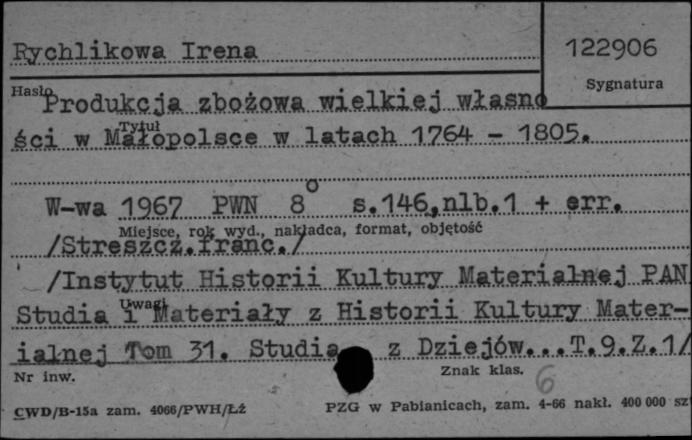 Rychlikowa Irena
122906
Hasło
Sygnatura
Produkcja zbożowa wielkiej własno
Tytuł
ści w Małopolsce w latach 1764 - 1805.
W-wa 1967 PWN 8° s.146,nlb.1 + err.
Miejsce, rok wyd., nakładca, format, objętość
/Streszcz.franc./
/Instytut Historii Kultury Materialnej PAN
Uwagi
Studia i Materiały z Historii Kultury Mater-
ialnej Tom 31. Studia z Dziejów...T.9.Z.1/
Nr inw.
Znak klas.
6
CWD/B-15a zam. 4066/PWH/Łź
PZG w Pabianicach, zam. 4-66 nakł. 400 000 sz